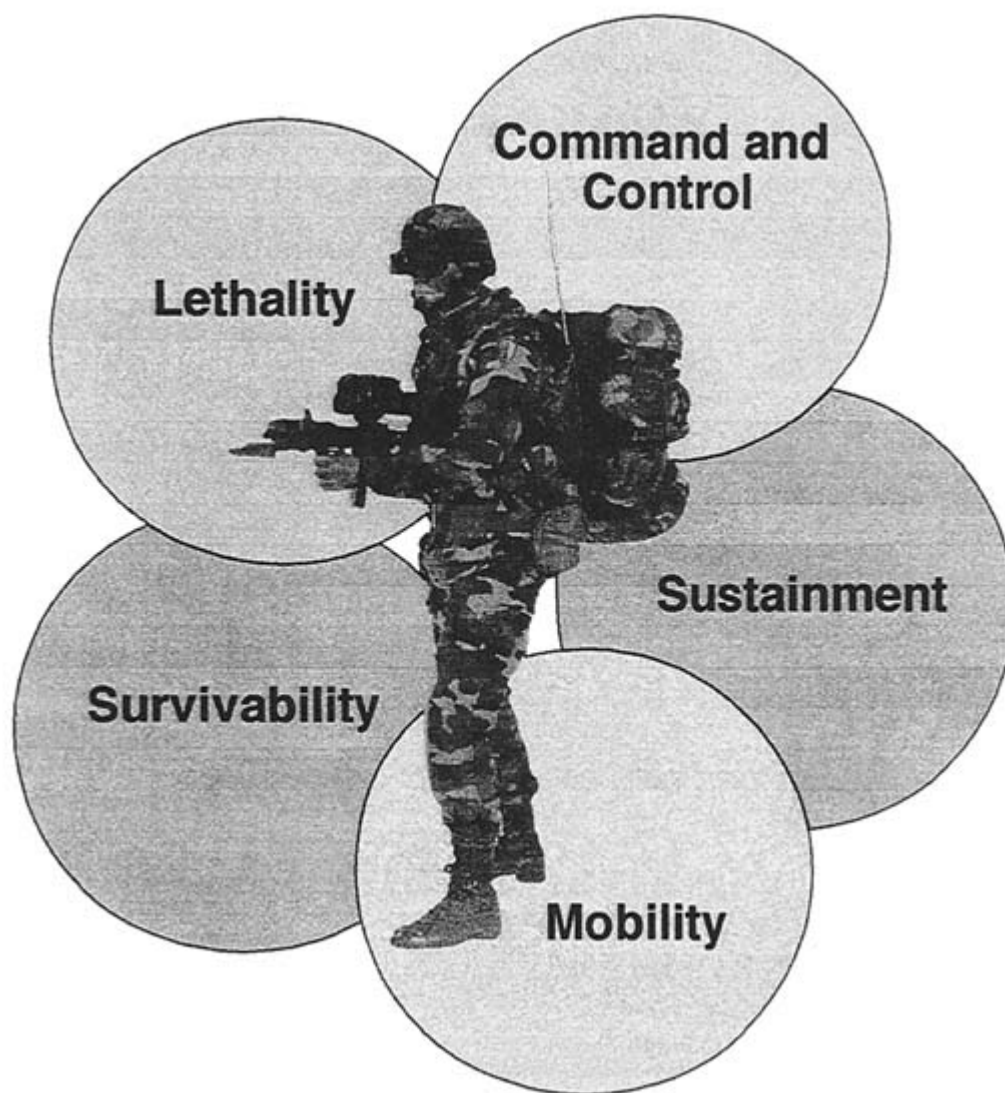 Command and
Control
Lethality
Sustainment
Survivability
Mobility